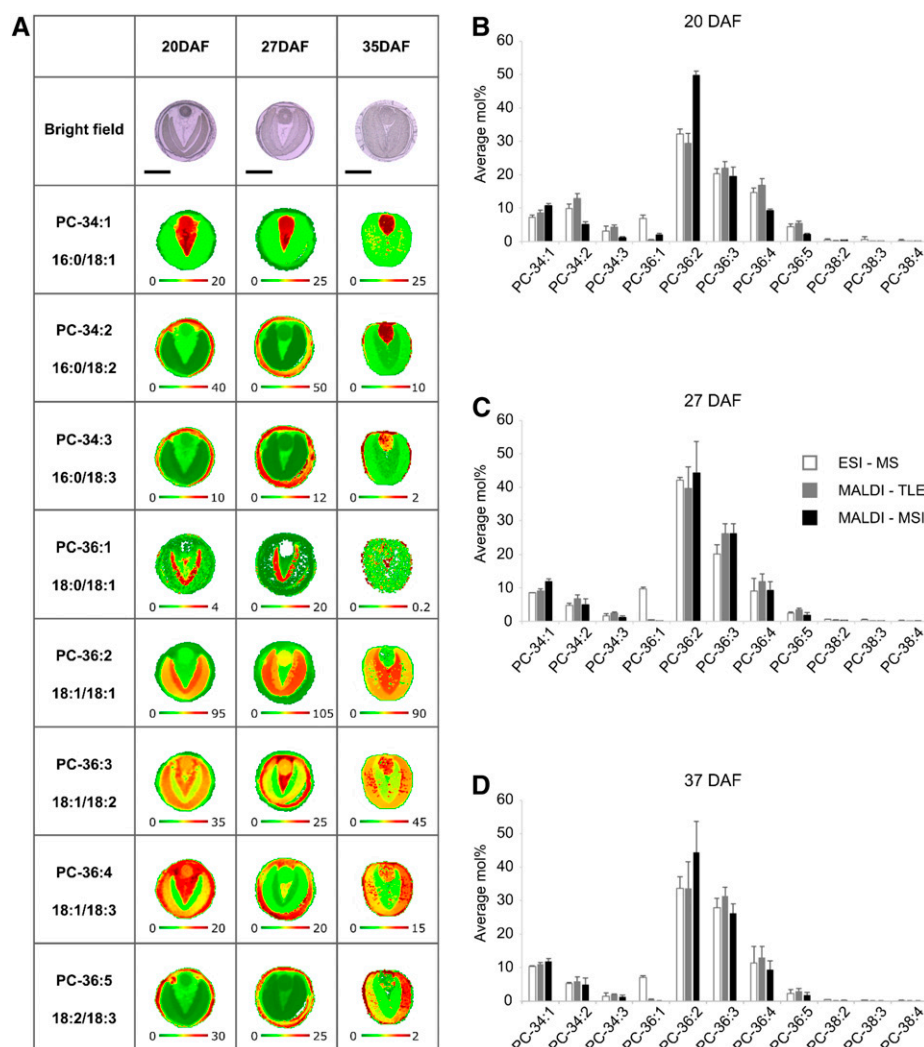 A
20DAF 27DAF 35DAF
Bright field
PC-34:1
16:0/18:1
0 20 0 25 0 25
PC-34:2
16:0/18:2
0 40 0 50 0 10
PC-34:3
16:0/18:3
0 10 0 12 0 2
PC-36:1
18:0/18:1
0 4 0 20 0 0.2
PC-36:2
18:1/18:1
0 95 0 105 0 90
PC-36:3
18:1/18:2
0 35 0 25 0 45
PC-36:4
18:1/18:3
0 20 0 20 0 15
PC-36:5
18:2/18:3
0 30 0 25 0 2
B
20 DAF
Average mol%
60
50
40
30
20
10
0
PC-34:1 PC-34:2 PC-34:3 PC-36:1 PC-36:2 PC-36:3 PC-36:4 PC-36:5 PC-38:2 PC-38:3 PC-38:4
C
27 DAF
Average mol%
60
50
40
30
20
10
0
ESI - MS
MALDI - TLE
MALDI - MSI
PC-34:1 PC-34:2 PC-34:3 PC-36:1 PC-36:2 PC-36:3 PC-36:4 PC-36:5 PC-38:2 PC-38:3 PC-38:4
D
37 DAF
Average mol%
60
50
40
30
20
10
0
PC-34:1 PC-34:2 PC-34:3 PC-36:1 PC-36:2 PC-36:3 PC-36:4 PC-36:5 PC-38:2 PC-38:3 PC-38:4